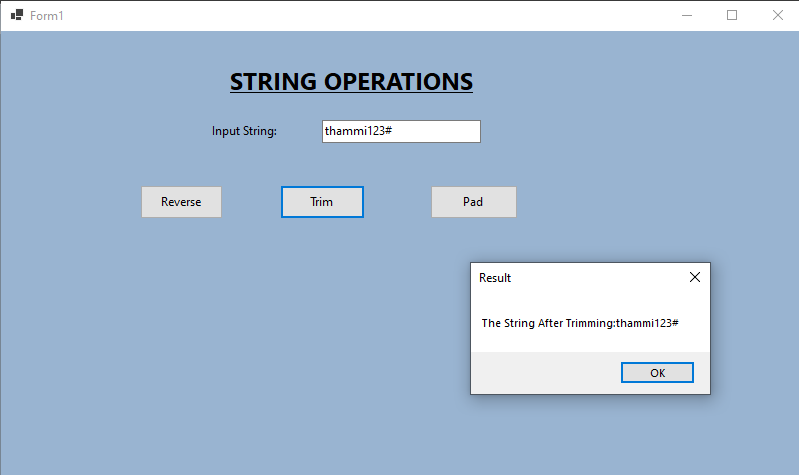 Form1
STRING OPERATIONS
Input String: thammi123#
Reverse Trim Pad
Result
The String After Trimming:thammi123#
OK